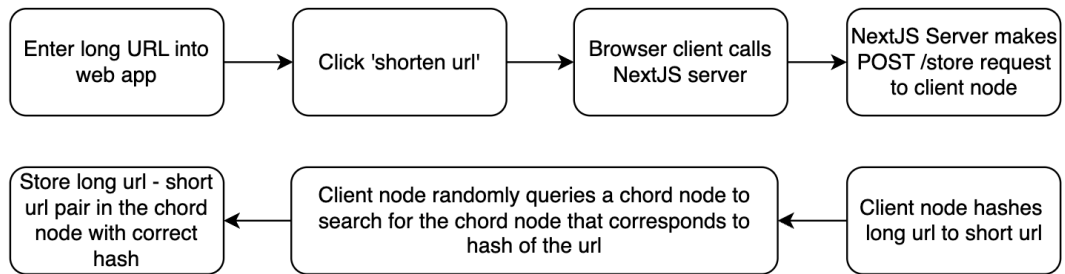 Enter long URL into
web app
Click 'shorten url'
Browser client calls
NextJS server
NextJS Server makes
POST /store request
to client node
Client node hashes
long url to short url
Client node randomly queries a chord node to
search for the chord node that corresponds to
hash of the url
Store long url - short
url pair in the chord
node with correct
hash